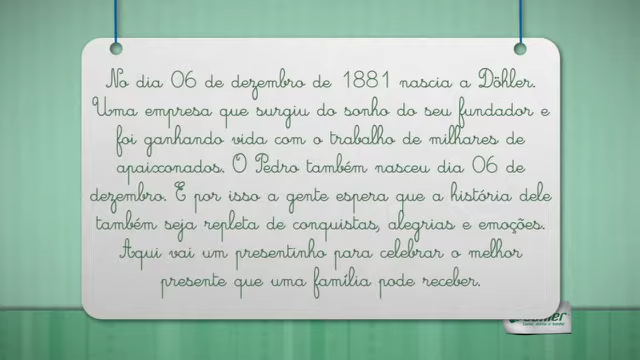 No dia 06 de dezembro de 1881 nascia a Döhler.
Uma empresa que surgiu do sonho do seu fundador e
foi ganhando vida com o trabalho de milhares de
apaixonados. O Pedro também nasceu dia 06 de
dezembro. E por isso a gente espera que a história dele
também seja repleta de conquistas, alegrias e emoções.
Aqui vai um presentinho para celebrar o melhor
presente que uma família pode receber.